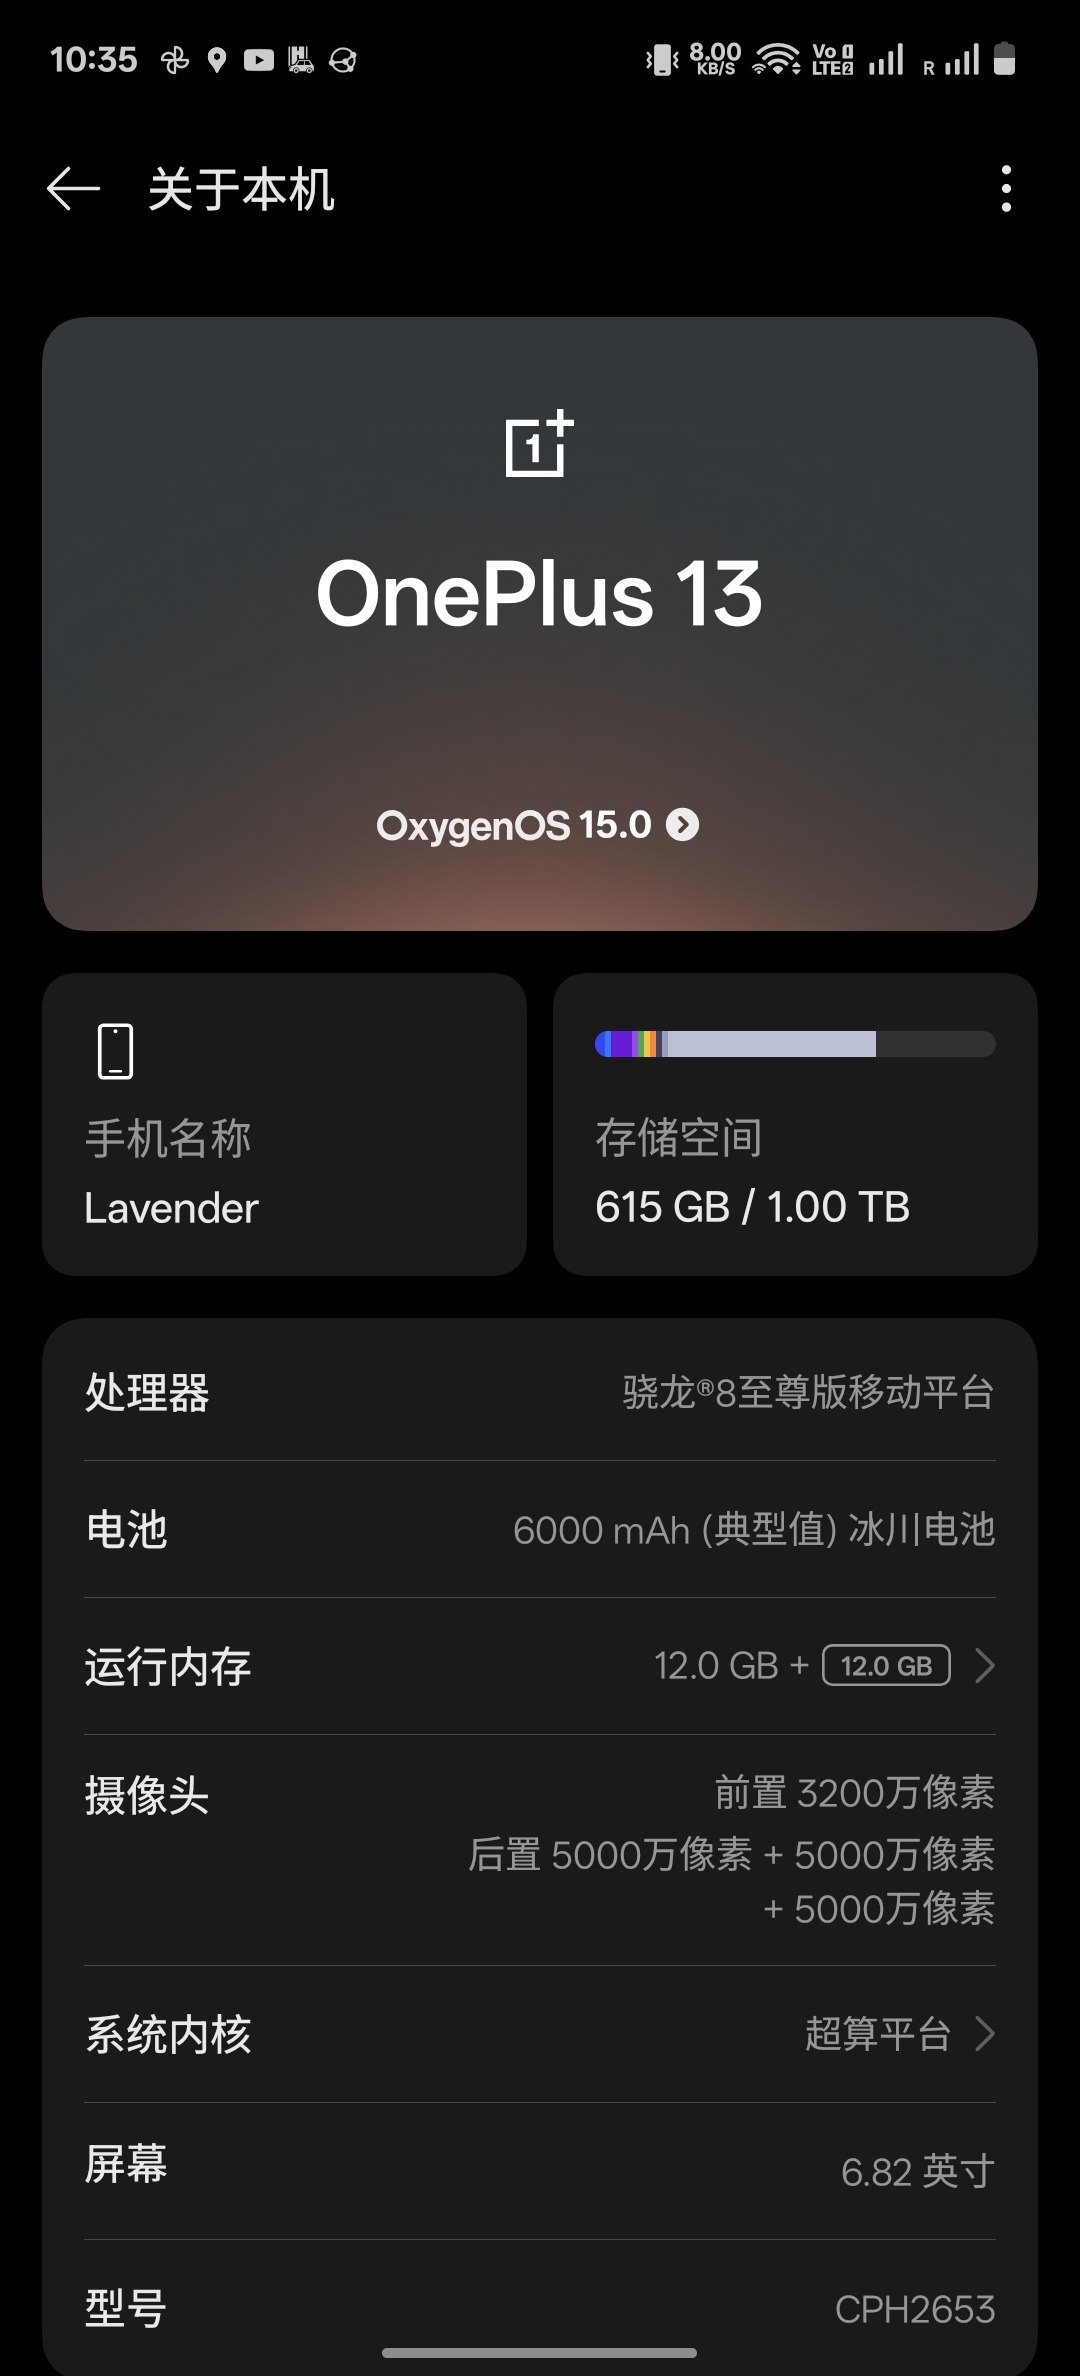 10:35 8.00 KB/S Vo 1 LTE 2 R
关于本机
1+
OnePlus 13
OxygenOS 15.0
手机名称
Lavender
存储空间
615 GB / 1.00 TB
处理器 骁龙®8至尊版移动平台
电池 6000 mAh (典型值) 冰川电池
运行内存 12.0 GB + 12.0 GB
摄像头 前置 3200万像素
后置 5000万像素 + 5000万像素
+ 5000万像素
系统内核 超算平台
屏幕 6.82 英寸
型号 CPH2653